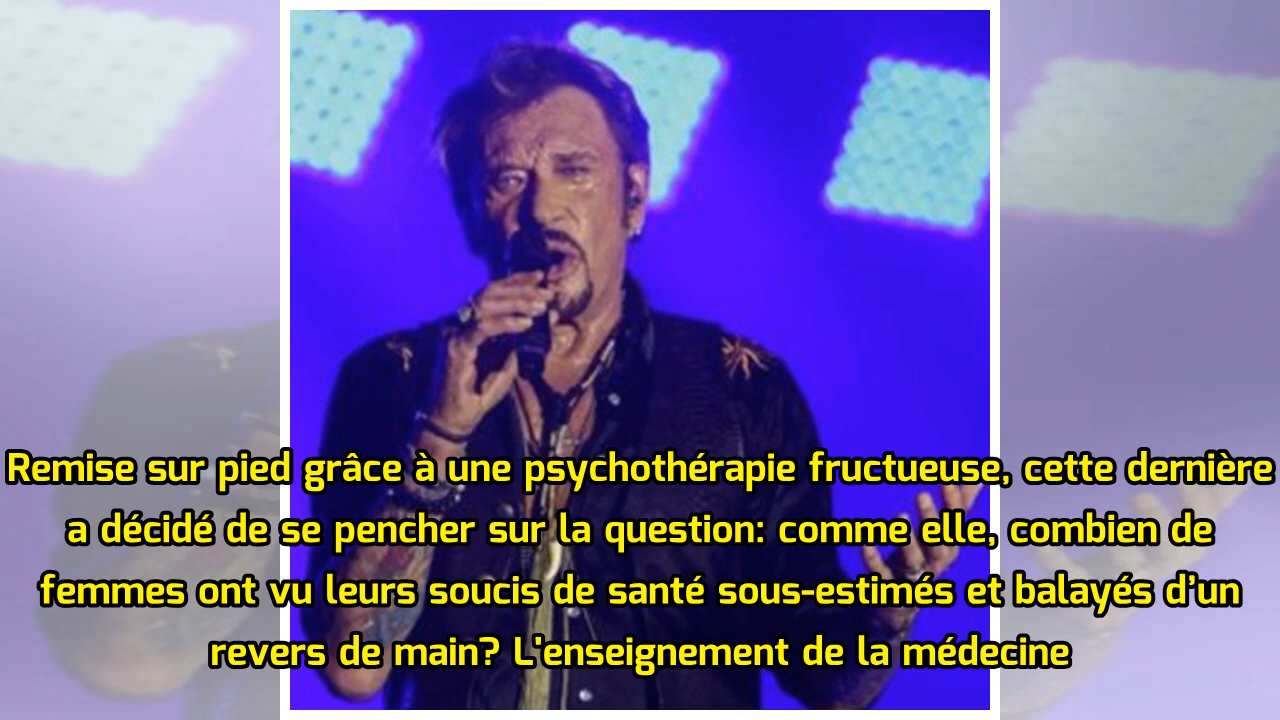 Remise sur pied grâce à une psychothérapie fructueuse, cette dernière
a décidé de se pencher sur la question: comme elle, combien de
femmes ont vu leurs soucis de santé sous-estimés et balayés d’un
revers de main? L'enseignement de la médecine